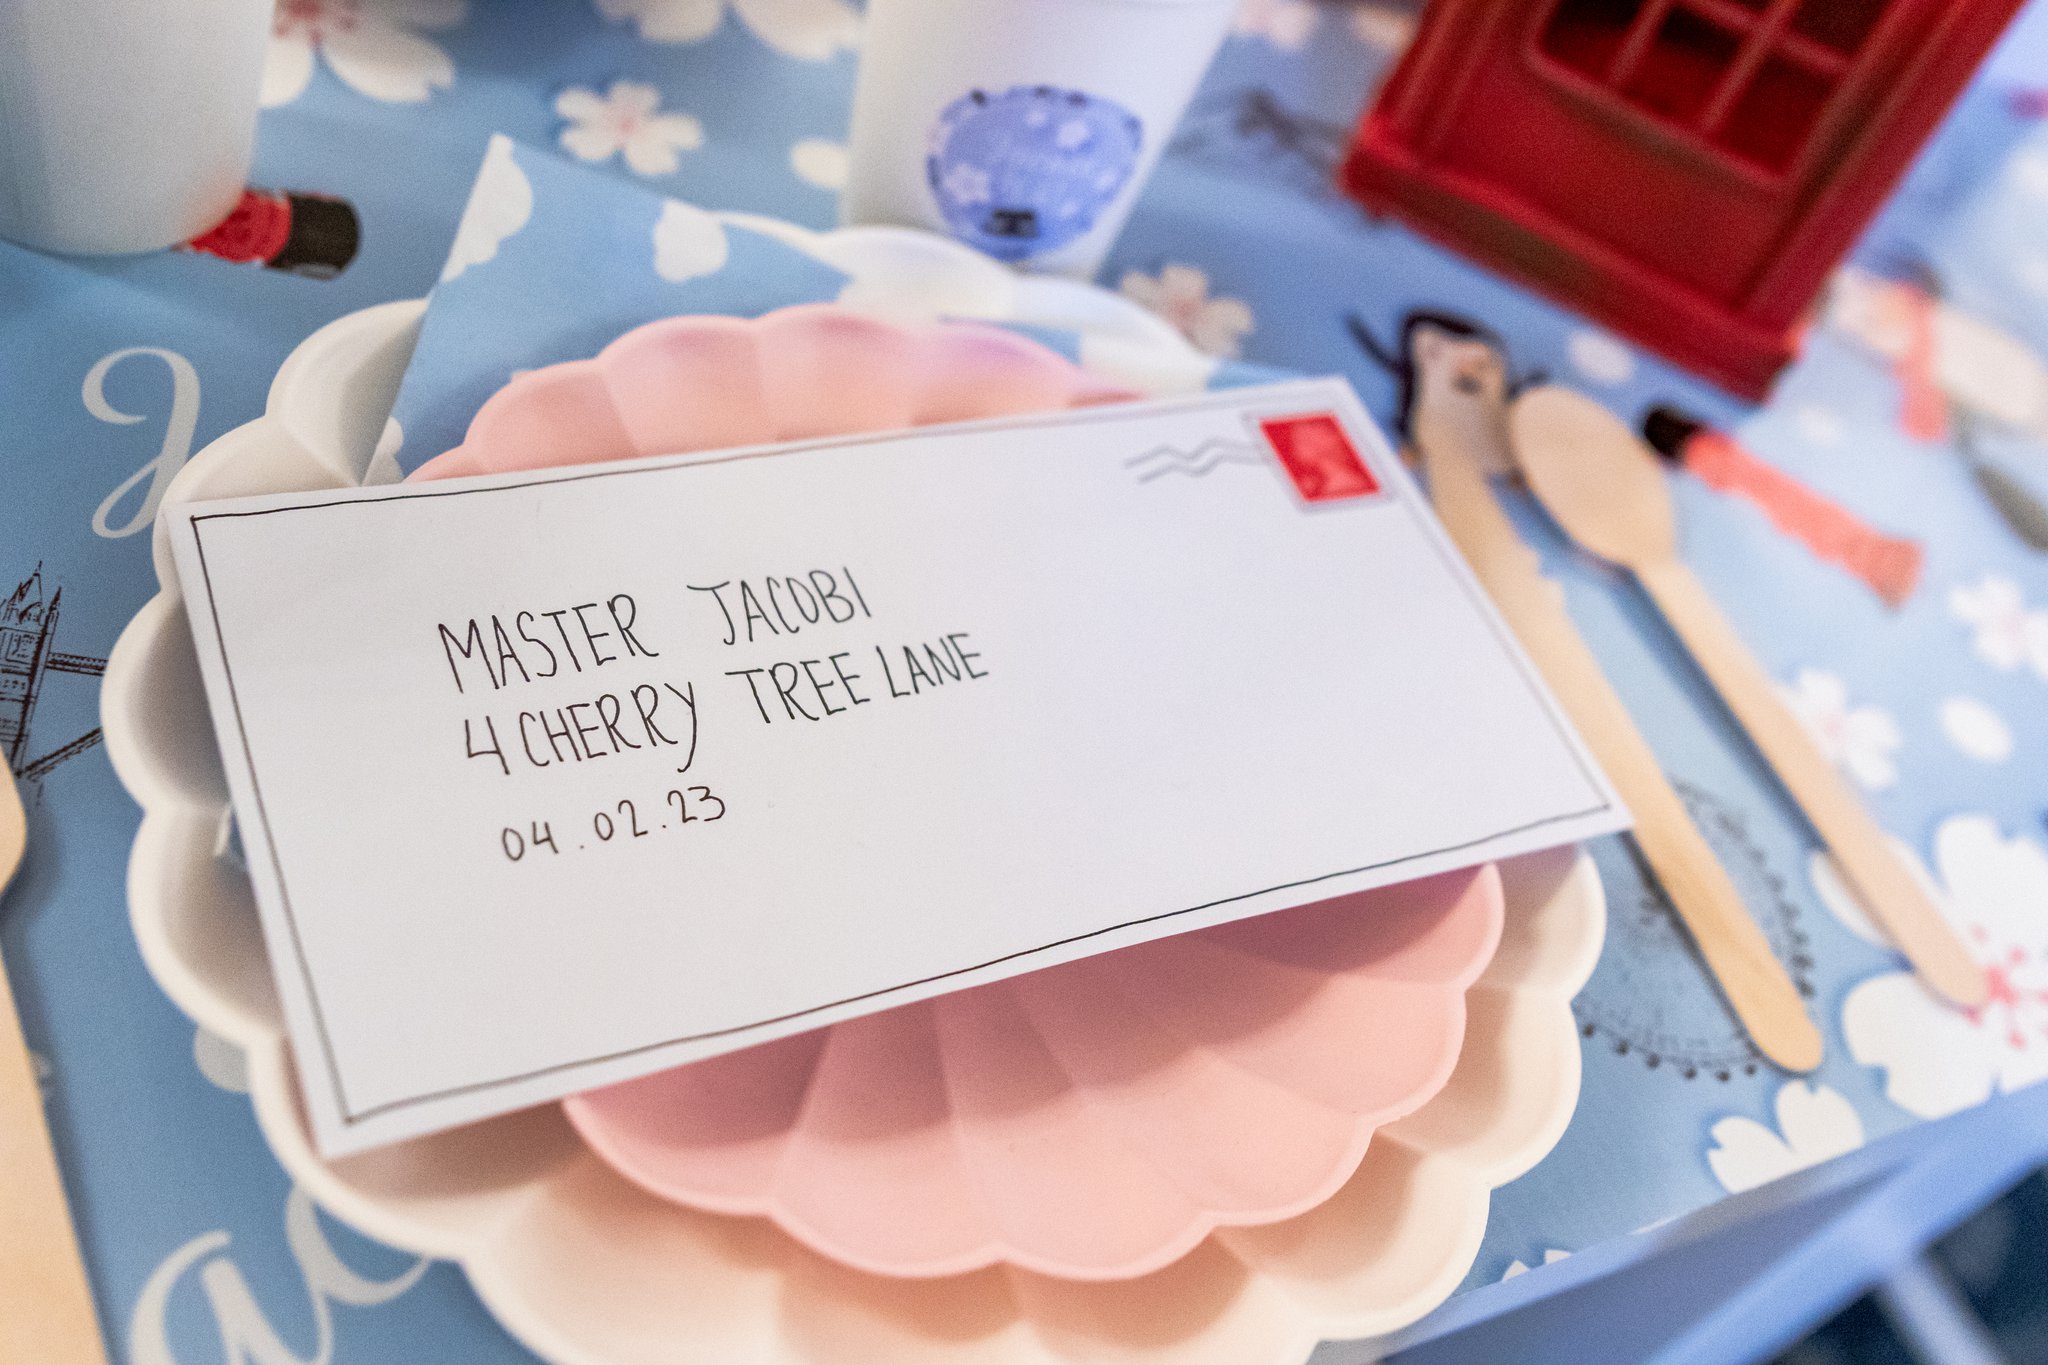 MASTER JACOBI
4 CHERRY TREE LANE
04.02.23